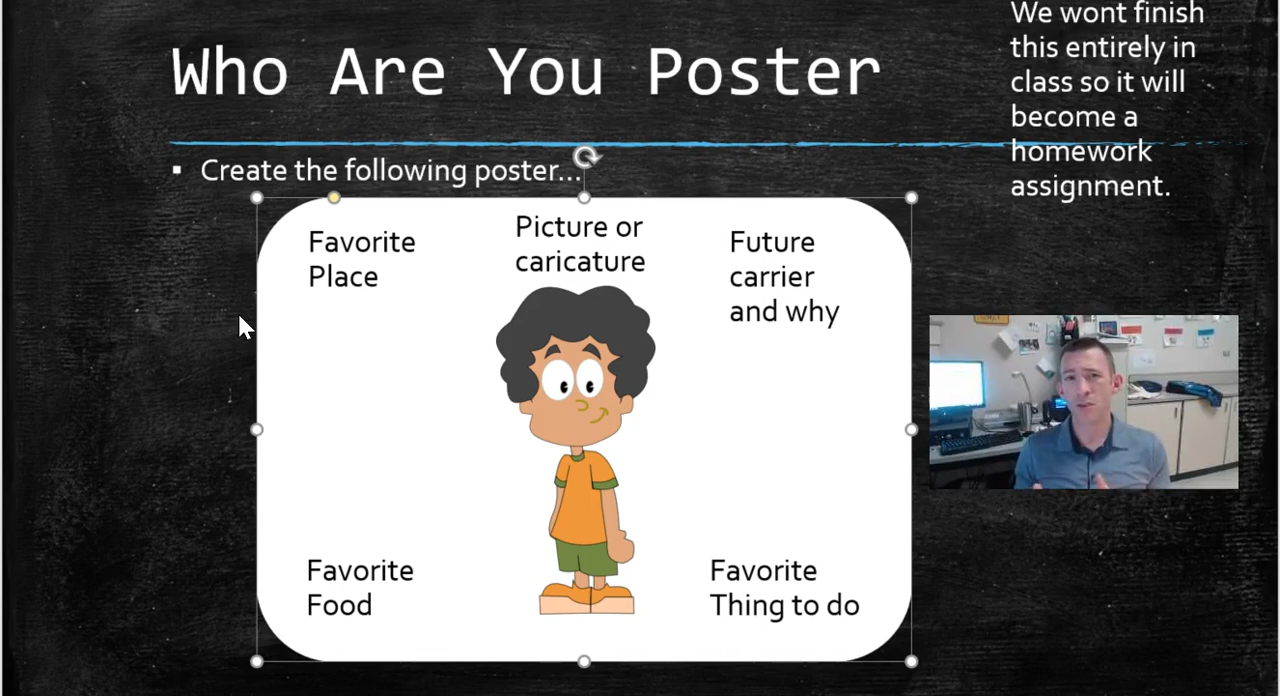 Who Are You Poster
We wont finish
this entirely in
class so it will
become a
homework
assignment.
▪ Create the following poster...
Favorite
Place
Picture or
caricature
Future
carrier
and why
Favorite
Food
Favorite
Thing to do